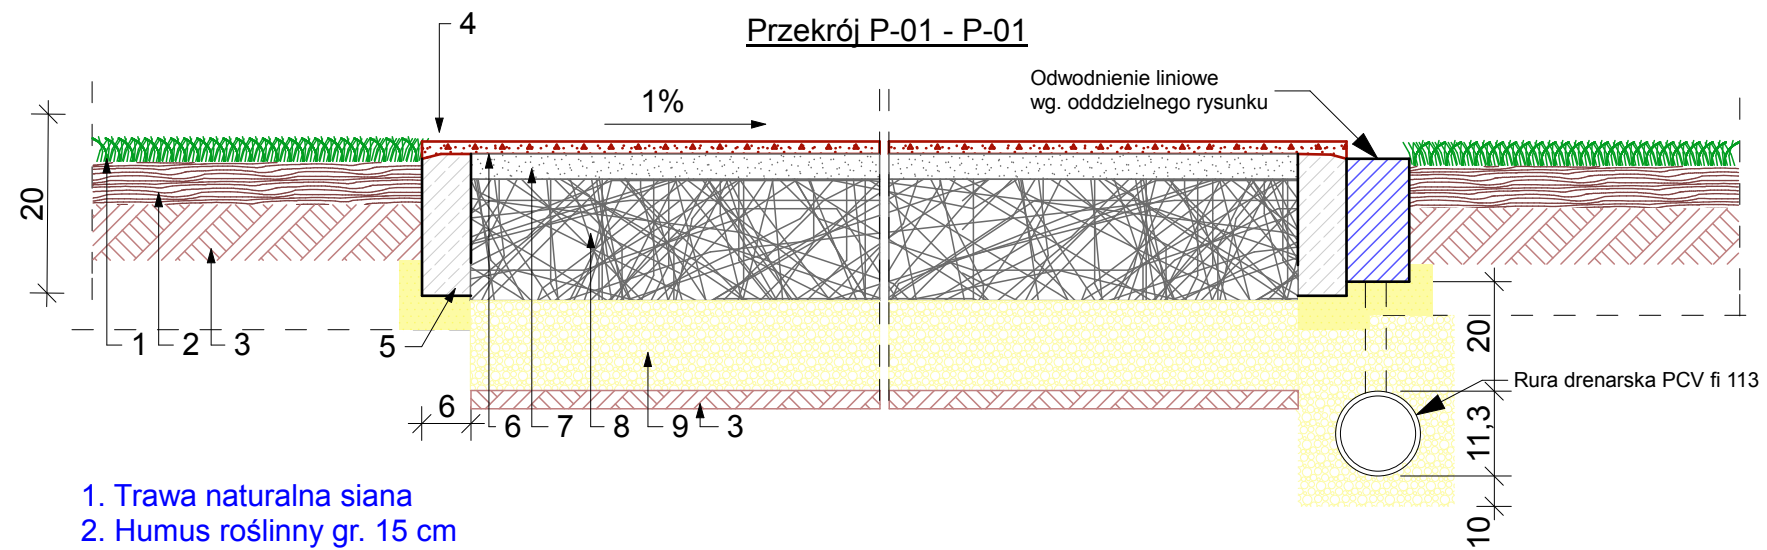 Przekrój P-01 - P-01
4
Odwodnienie liniowe
wg. odddzielnego rysunku
1%
20
1
2
3
5
6
6
7
8
9
3
20
Rura drenarska PCV fi 113
11,3
10
1. Trawa naturalna siana
2. Humus roślinny gr. 15 cm